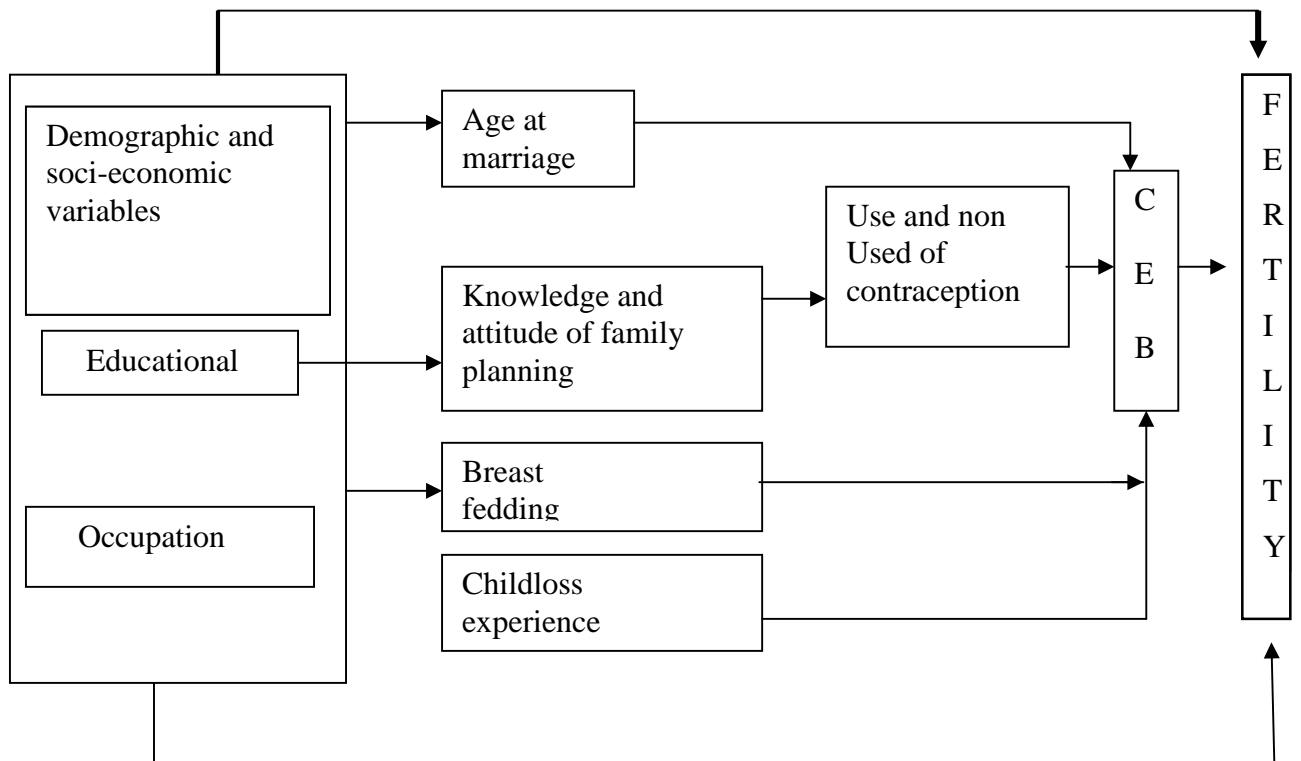 Demographic and
soci-economic
variables
Educational
Occupation
Age at
marriage
Knowledge and
attitude of family
planning
Breast
fedding
Childloss
experience
Use and non
Used of
contraception
C
E
B
F
E
R
T
I
L
I
T
Y